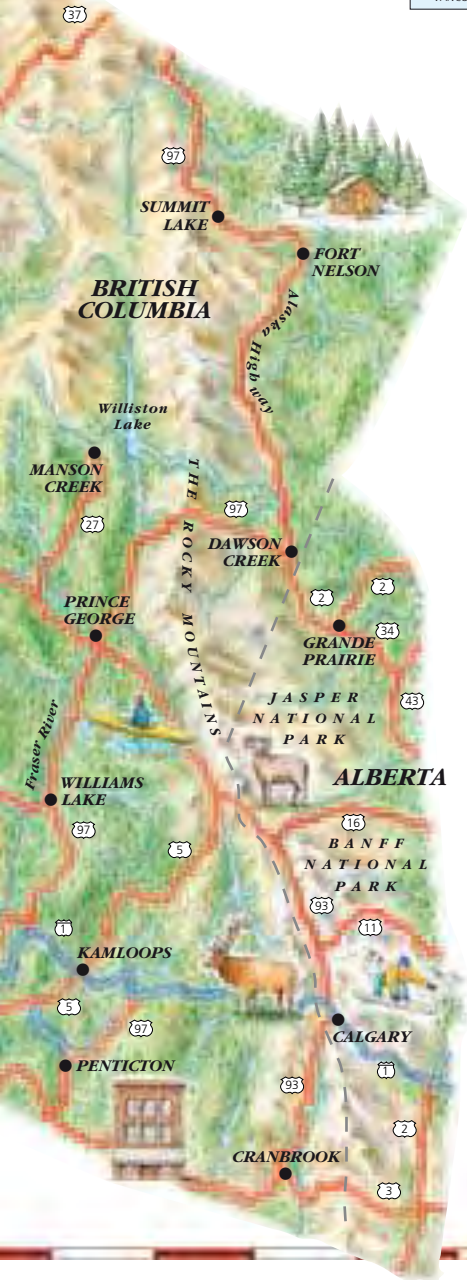 37
97
SUMMIT
LAKE
FORT
NELSON
BRITISH
COLUMBIA
Alaska Highway
Williston
Lake
MANSON
CREEK
THE ROCKY MOUNTAINS
27
97
DAWSON
CREEK
2
2
PRINCE
GEORGE
34
GRANDE
PRAIRIE
JASPER
NATIONAL
PARK
43
Fraser River
ALBERTA
WILLIAMS
LAKE
97
16
5
BANFF
NATIONAL
PARK
93
11
1
KAMLOOPS
5
97
CALGARY
PENTICTON
1
93
2
CRANBROOK
3